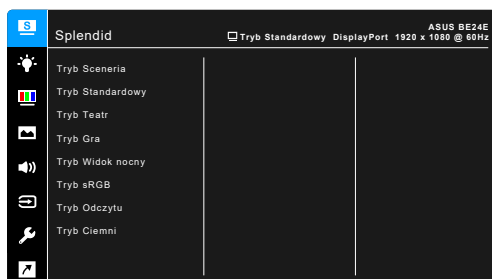 S
Splendid
ASUS BE24E
Tryb Standardowy DisplayPort 1920 x 1080 @ 60Hz
Tryb Sceneria
Tryb Standardowy
Tryb Teatr
Tryb Gra
Tryb Widok nocny
Tryb sRGB
Tryb Odczytu
Tryb Ciemni